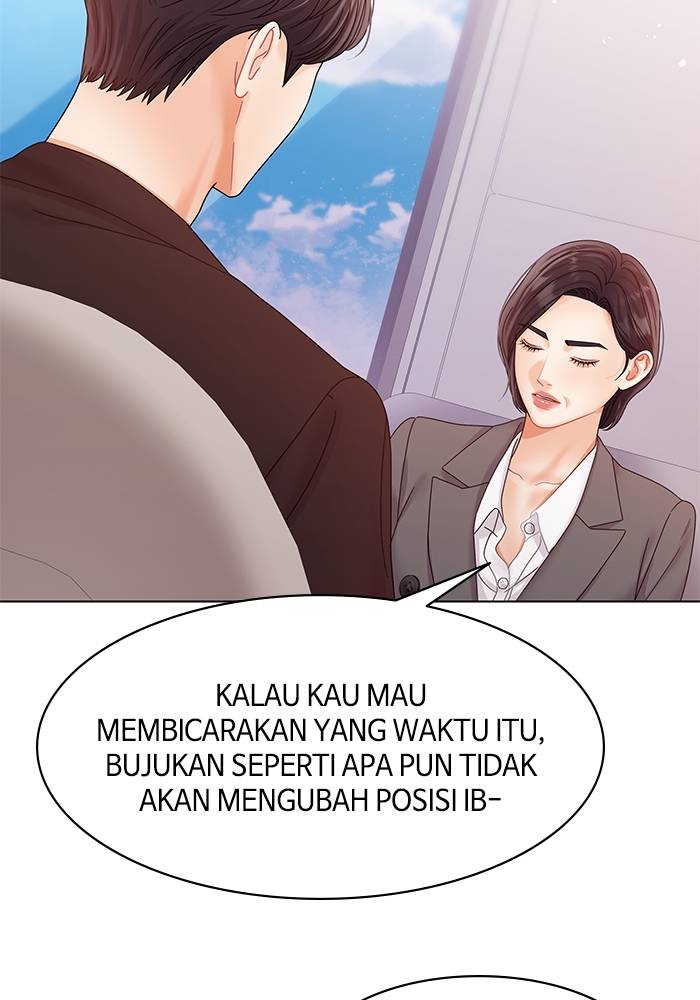 KALAU KAU MAU
MEMBICARAKAN YANG WAKTU ITU,
BUJUKAN SEPERTI APA PUN TIDAK
AKAN MENGUBAH POSISI IB-